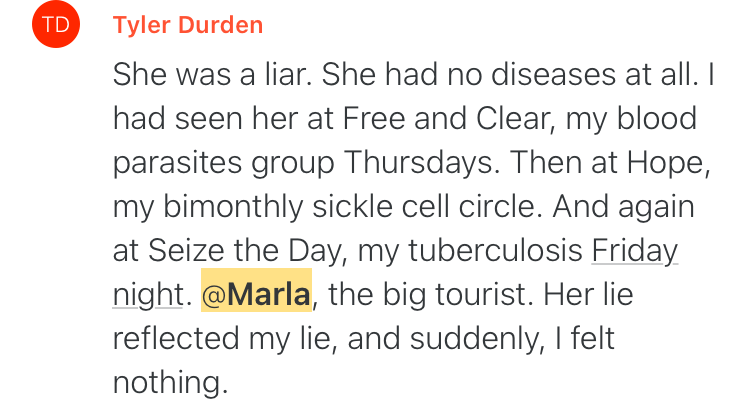 TD
Tyler Durden
She was a liar. She had no diseases at all. I
had seen her at Free and Clear, my blood
parasites group Thursdays. Then at Hope,
my bimonthly sickle cell circle. And again
at Seize the Day, my tuberculosis Friday
night. @Marla, the big tourist. Her lie
reflected my lie, and suddenly, I felt
nothing.